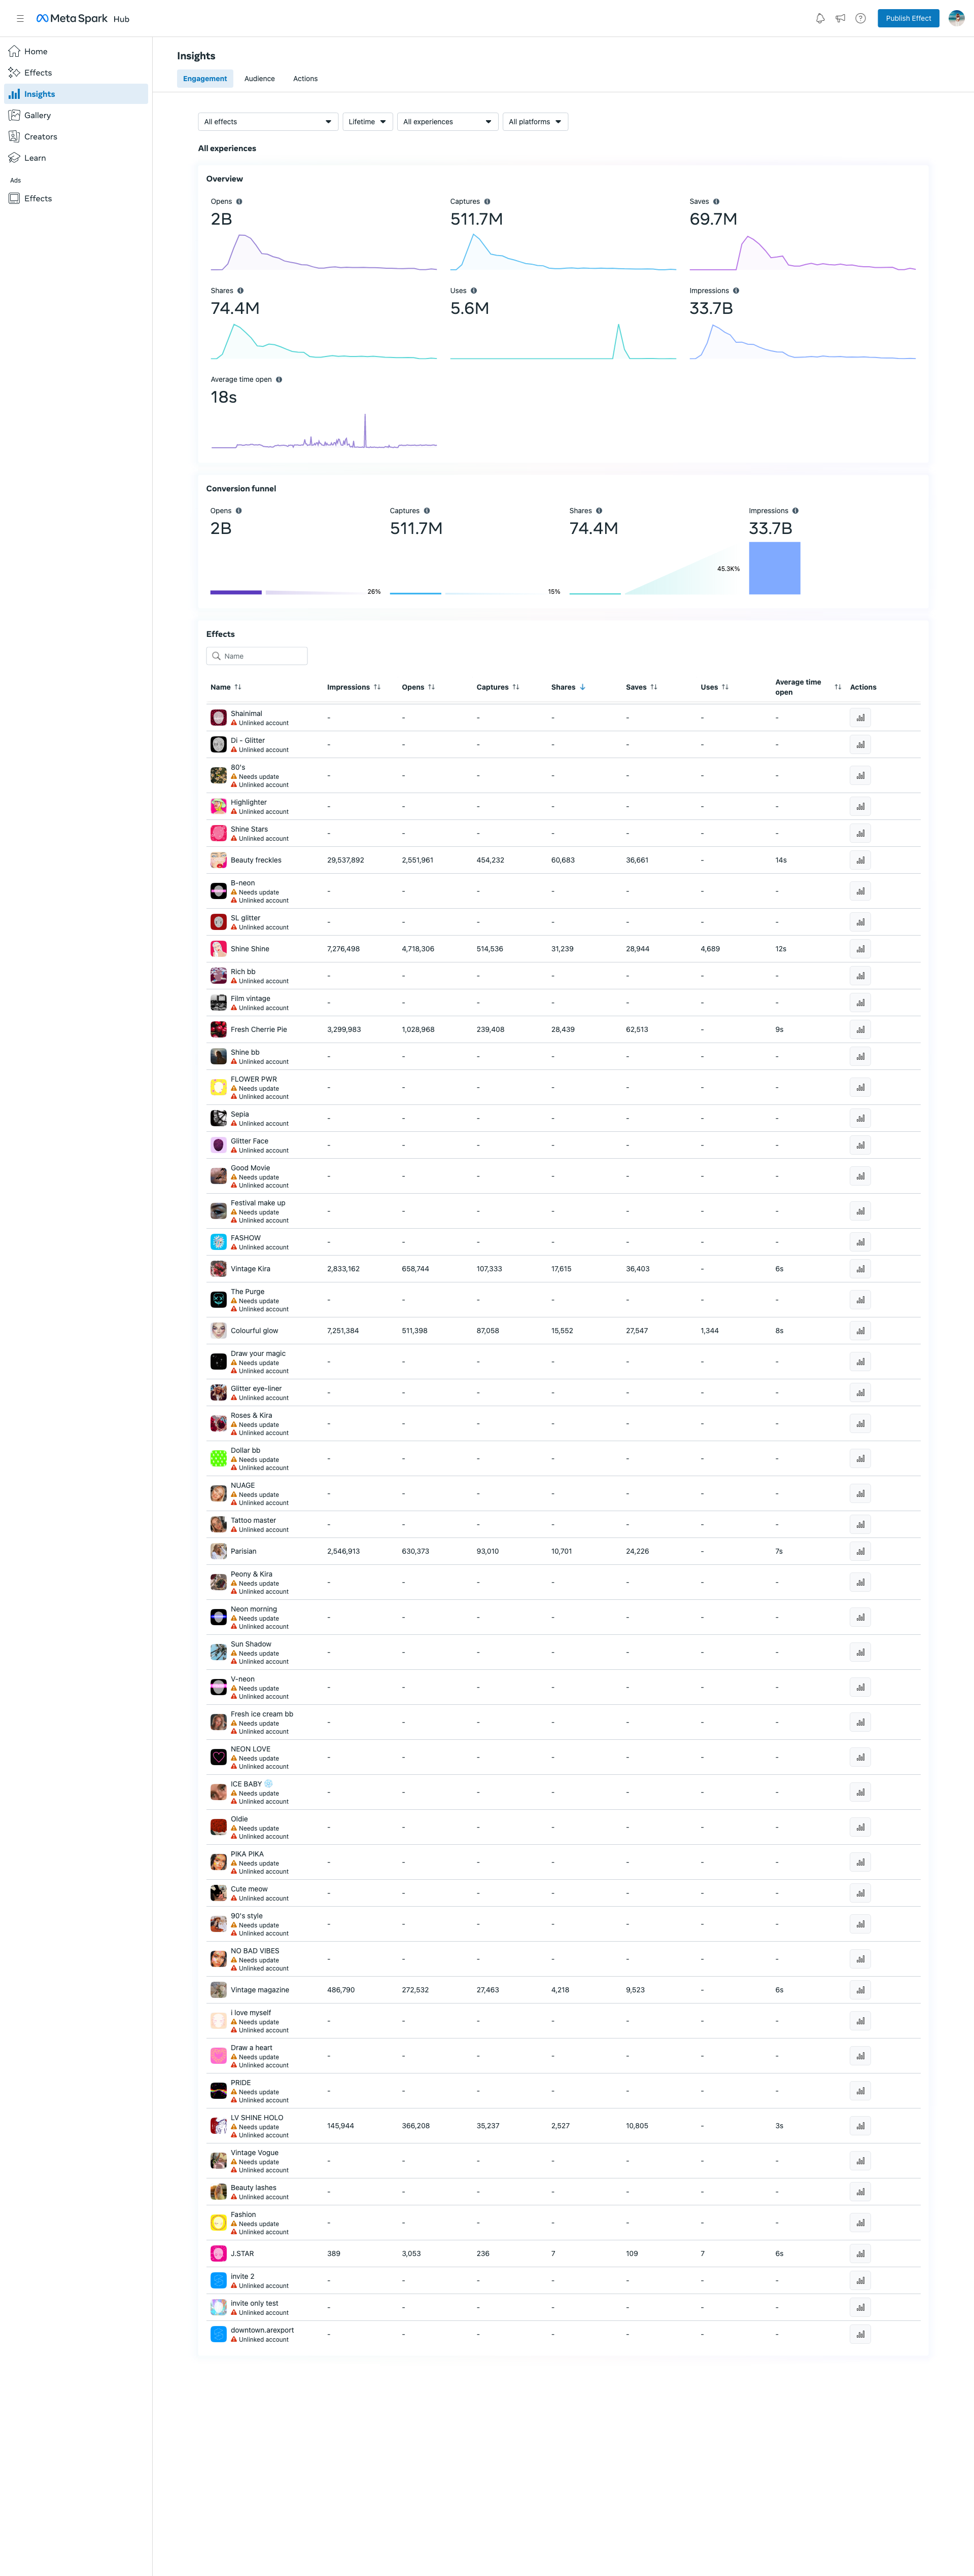 Meta Spark Hub
Publish Effect
Home
Effects
Insights
Gallery
Creators
Learn
Ads
Effects
Insights
Engagement Audience Actions
All effects Lifetime All experiences All platforms
All experiences
Overview
Opens Captures Saves
2B 511.7M 69.7M
Shares Uses Impressions
74.4M 5.6M 33.7B
Average time open
18s
Conversion funnel
Opens Captures Shares Impressions
2B 511.7M 74.4M 33.7B
26% 15% 45.3K%
Effects
Name
Name Impressions Opens Captures Shares Saves Uses Average time open Actions
Shainimal
Unlinked account
- - - - - - -
Di - Glitter
Unlinked account
- - - - - - -
80's
Needs update
Unlinked account
- - - - - - -
Highlighter
Unlinked account
- - - - - - -
Shine Stars
Unlinked account
- - - - - - -
Beauty freckles 29,537,892 2,551,961 454,232 60,683 36,661 - 14s
B-neon
Needs update
Unlinked account
- - - - - - -
SL glitter
Unlinked account
- - - - - - -
Shine Shine 7,276,498 4,718,306 514,536 31,239 28,944 4,689 12s
Rich bb
Unlinked account
- - - - - - -
Film vintage
Unlinked account
- - - - - - -
Fresh Cherrie Pie 3,299,983 1,028,968 239,408 28,439 62,513 - 9s
Shine bb
Unlinked account
- - - - - - -
FLOWER PWR
Needs update
Unlinked account
- - - - - - -
Sepia
Unlinked account
- - - - - - -
Glitter Face
Unlinked account
- - - - - - -
Good Movie
Needs update
Unlinked account
- - - - - - -
Festival make up
Needs update
Unlinked account
- - - - - - -
FASHOW
Unlinked account
- - - - - - -
Vintage Kira 2,833,162 658,744 107,333 17,615 36,403 - 6s
The Purge
Needs update
Unlinked account
- - - - - - -
Colourful glow 7,251,384 511,398 87,058 15,552 27,547 1,344 8s
Draw your magic
Needs update
Unlinked account
- - - - - - -
Glitter eye-liner
Unlinked account
- - - - - - -
Roses & Kira
Needs update
Unlinked account
- - - - - - -
Dollar bb
Needs update
Unlinked account
- - - - - - -
NUAGE
Needs update
Unlinked account
- - - - - - -
Tattoo master
Unlinked account
- - - - - - -
Parisian 2,546,913 630,373 93,010 10,701 24,226 - 7s
Peony & Kira
Needs update
Unlinked account
- - - - - - -
Neon morning
Needs update
Unlinked account
- - - - - - -
Sun Shadow
Needs update
Unlinked account
- - - - - - -
V-neon
Needs update
Unlinked account
- - - - - - -
Fresh ice cream bb
Needs update
Unlinked account
- - - - - - -
NEON LOVE
Needs update
Unlinked account
- - - - - - -
ICE BABY ❄️
Needs update
Unlinked account
- - - - - - -
Oldie
Needs update
Unlinked account
- - - - - - -
PIKA PIKA
Needs update
Unlinked account
- - - - - - -
Cute meow
Unlinked account
- - - - - - -
90's style
Needs update
Unlinked account
- - - - - - -
NO BAD VIBES
Needs update
Unlinked account
- - - - - - -
Vintage magazine 486,790 272,532 27,463 4,218 9,523 - 6s
i love myself
Needs update
Unlinked account
- - - - - - -
Draw a heart
Needs update
Unlinked account
- - - - - - -
PRIDE
Needs update
Unlinked account
- - - - - - -
LV SHINE HOLO
Needs update
Unlinked account
145,944 366,208 35,237 2,527 10,805 - 3s
Vintage Vogue
Needs update
Unlinked account
- - - - - - -
Beauty lashes
Unlinked account
- - - - - - -
Fashion
Needs update
Unlinked account
- - - - - - -
J.STAR 389 3,053 236 7 109 7 6s
invite 2
Unlinked account
- - - - - - -
invite only test
Unlinked account
- - - - - - -
downtown.arexport
Unlinked account
- - - - - - -